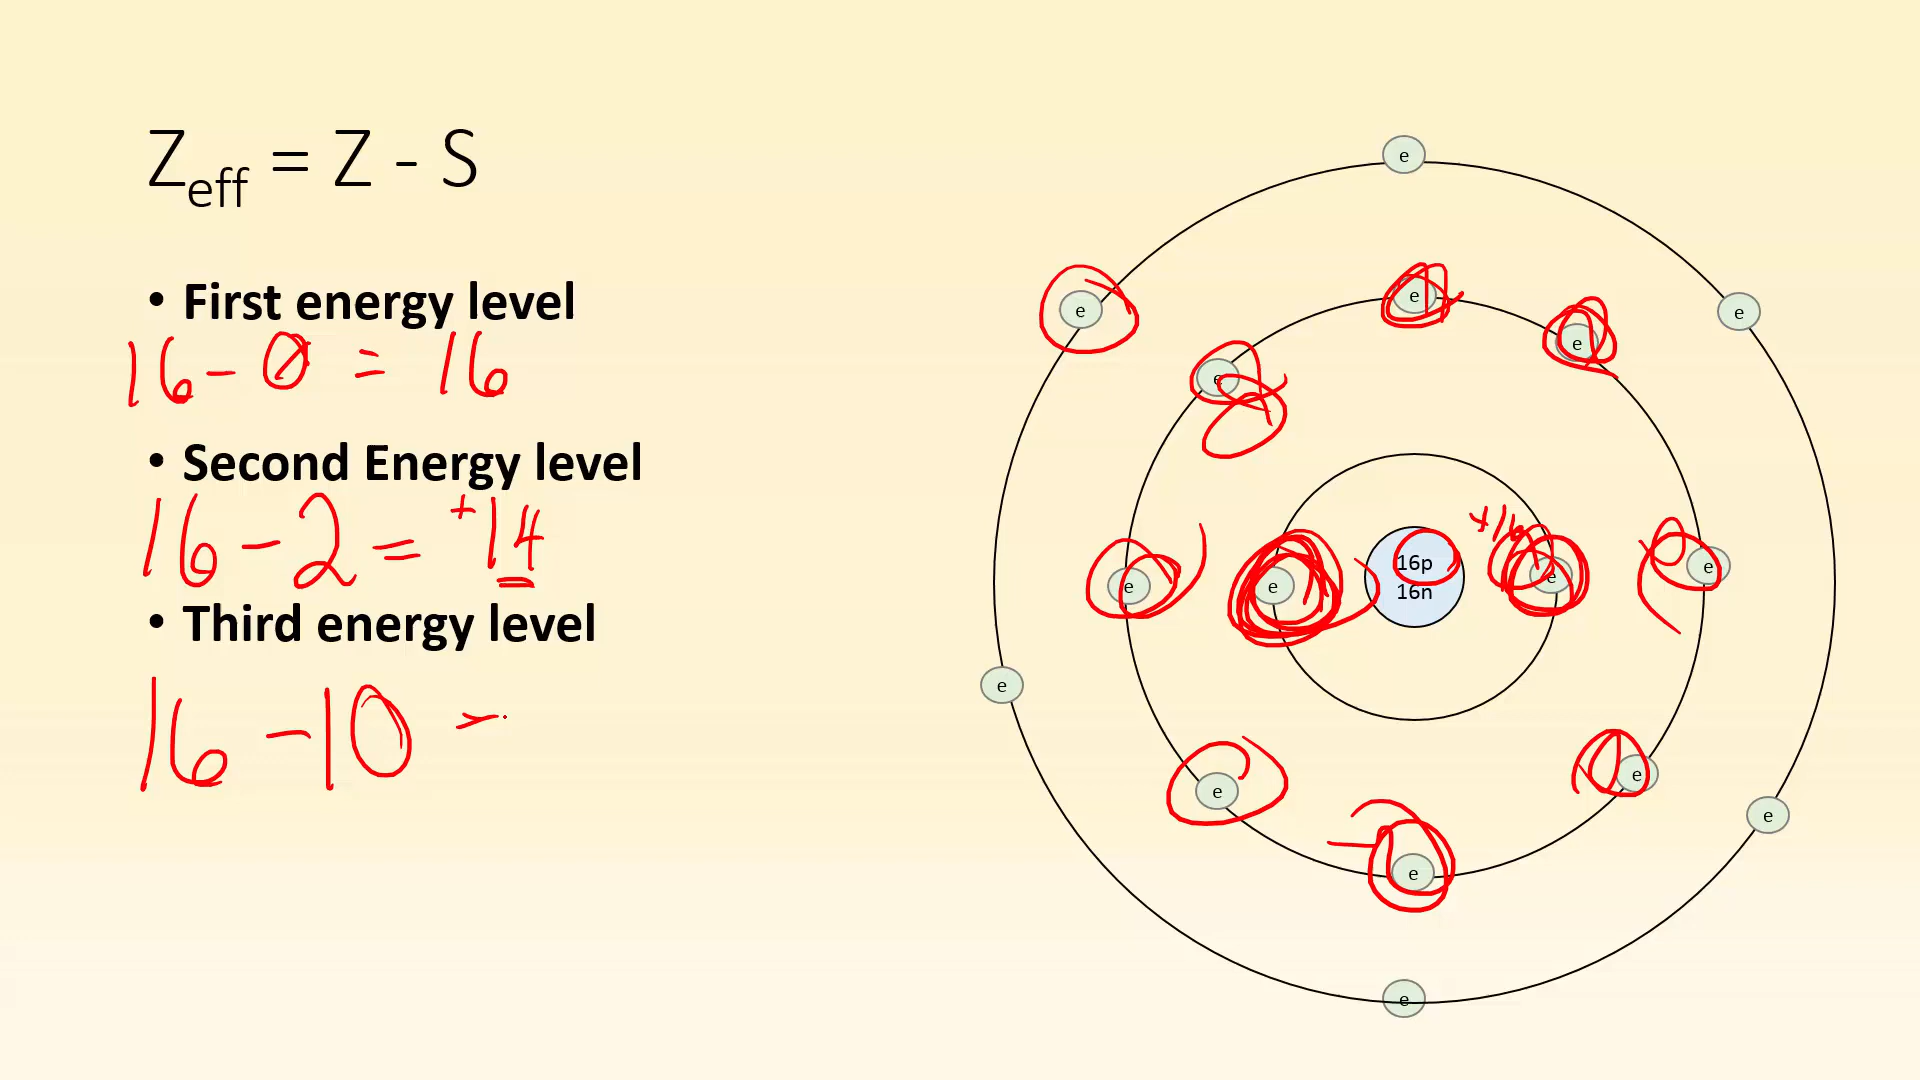 Zeff = Z - S
• First energy level
16 - 0 = 16
• Second Energy level
16 - 2 = +14
• Third energy level
16 - 10 =
e
e
e
e
e
e
e
+16
16p
16n
e
e
e
e
e
e
e
e
e